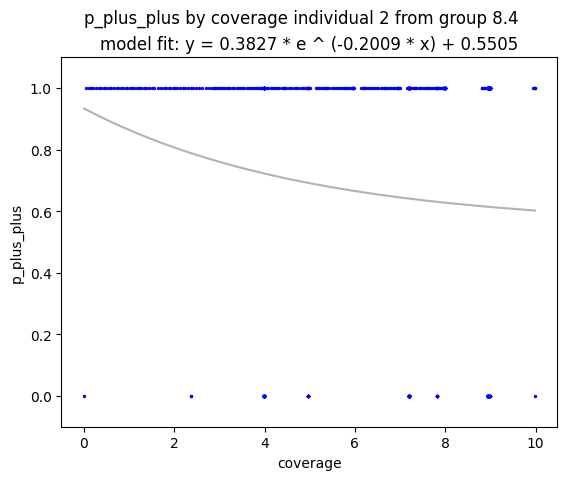 p_plus_plus by coverage individual 2 from group 8.4
model fit: y = 0.3827 * e ^ (-0.2009 * x) + 0.5505
1.0
0.8
0.6
0.4
0.2
0.0
p_plus_plus
0 2 4 6 8 10
coverage